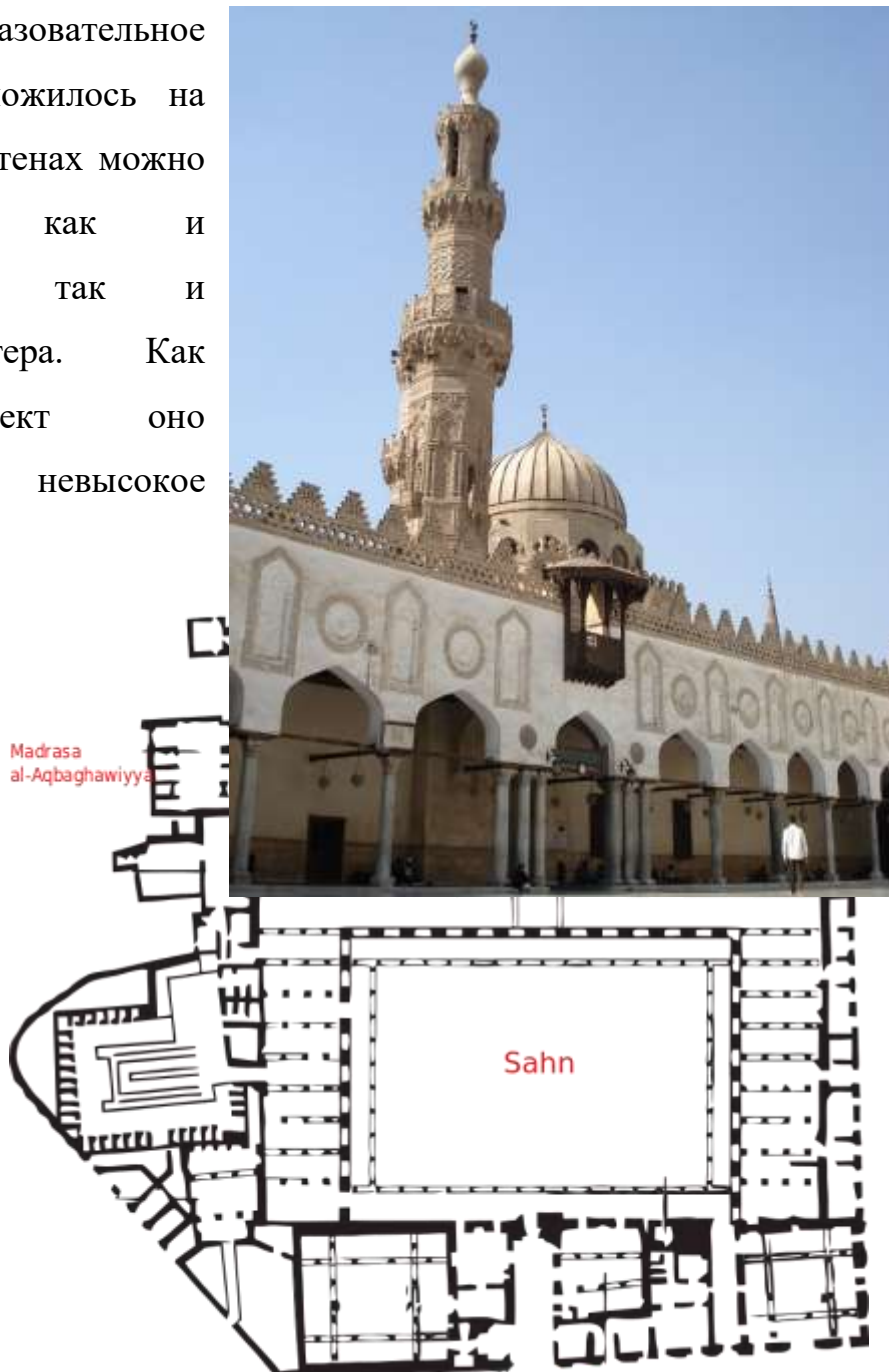 азовательное
ожилось на
тенах можно
как и
так и
тера. Как
ект оно
невысокое
Madrasa
al-Aqbaghawiyya
Sahn